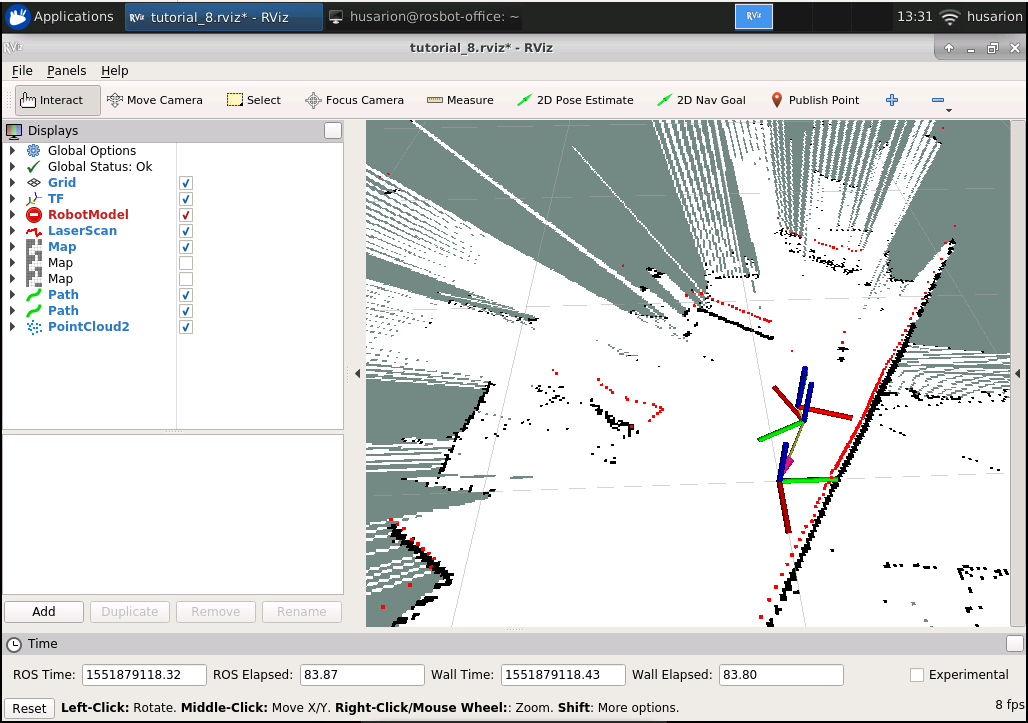 Applications RViz tutorial_8.rviz* - RViz husarion@rosbot-office: ~ RViz 13:31 husarion
RViz tutorial_8.rviz* - RViz
File Panels Help
Interact Move Camera Select Focus Camera Measure 2D Pose Estimate 2D Nav Goal Publish Point
Displays
Global Options
Global Status: Ok
Grid
TF
RobotModel
LaserScan
Map
Map
Map
Path
Path
PointCloud2
Add Duplicate Remove Rename
Time
ROS Time: 1551879118.32 ROS Elapsed: 83.87 Wall Time: 1551879118.43 Wall Elapsed: 83.80 Experimental
Reset Left-Click: Rotate. Middle-Click: Move X/Y. Right-Click/Mouse Wheel:: Zoom. Shift: More options. 8 fps